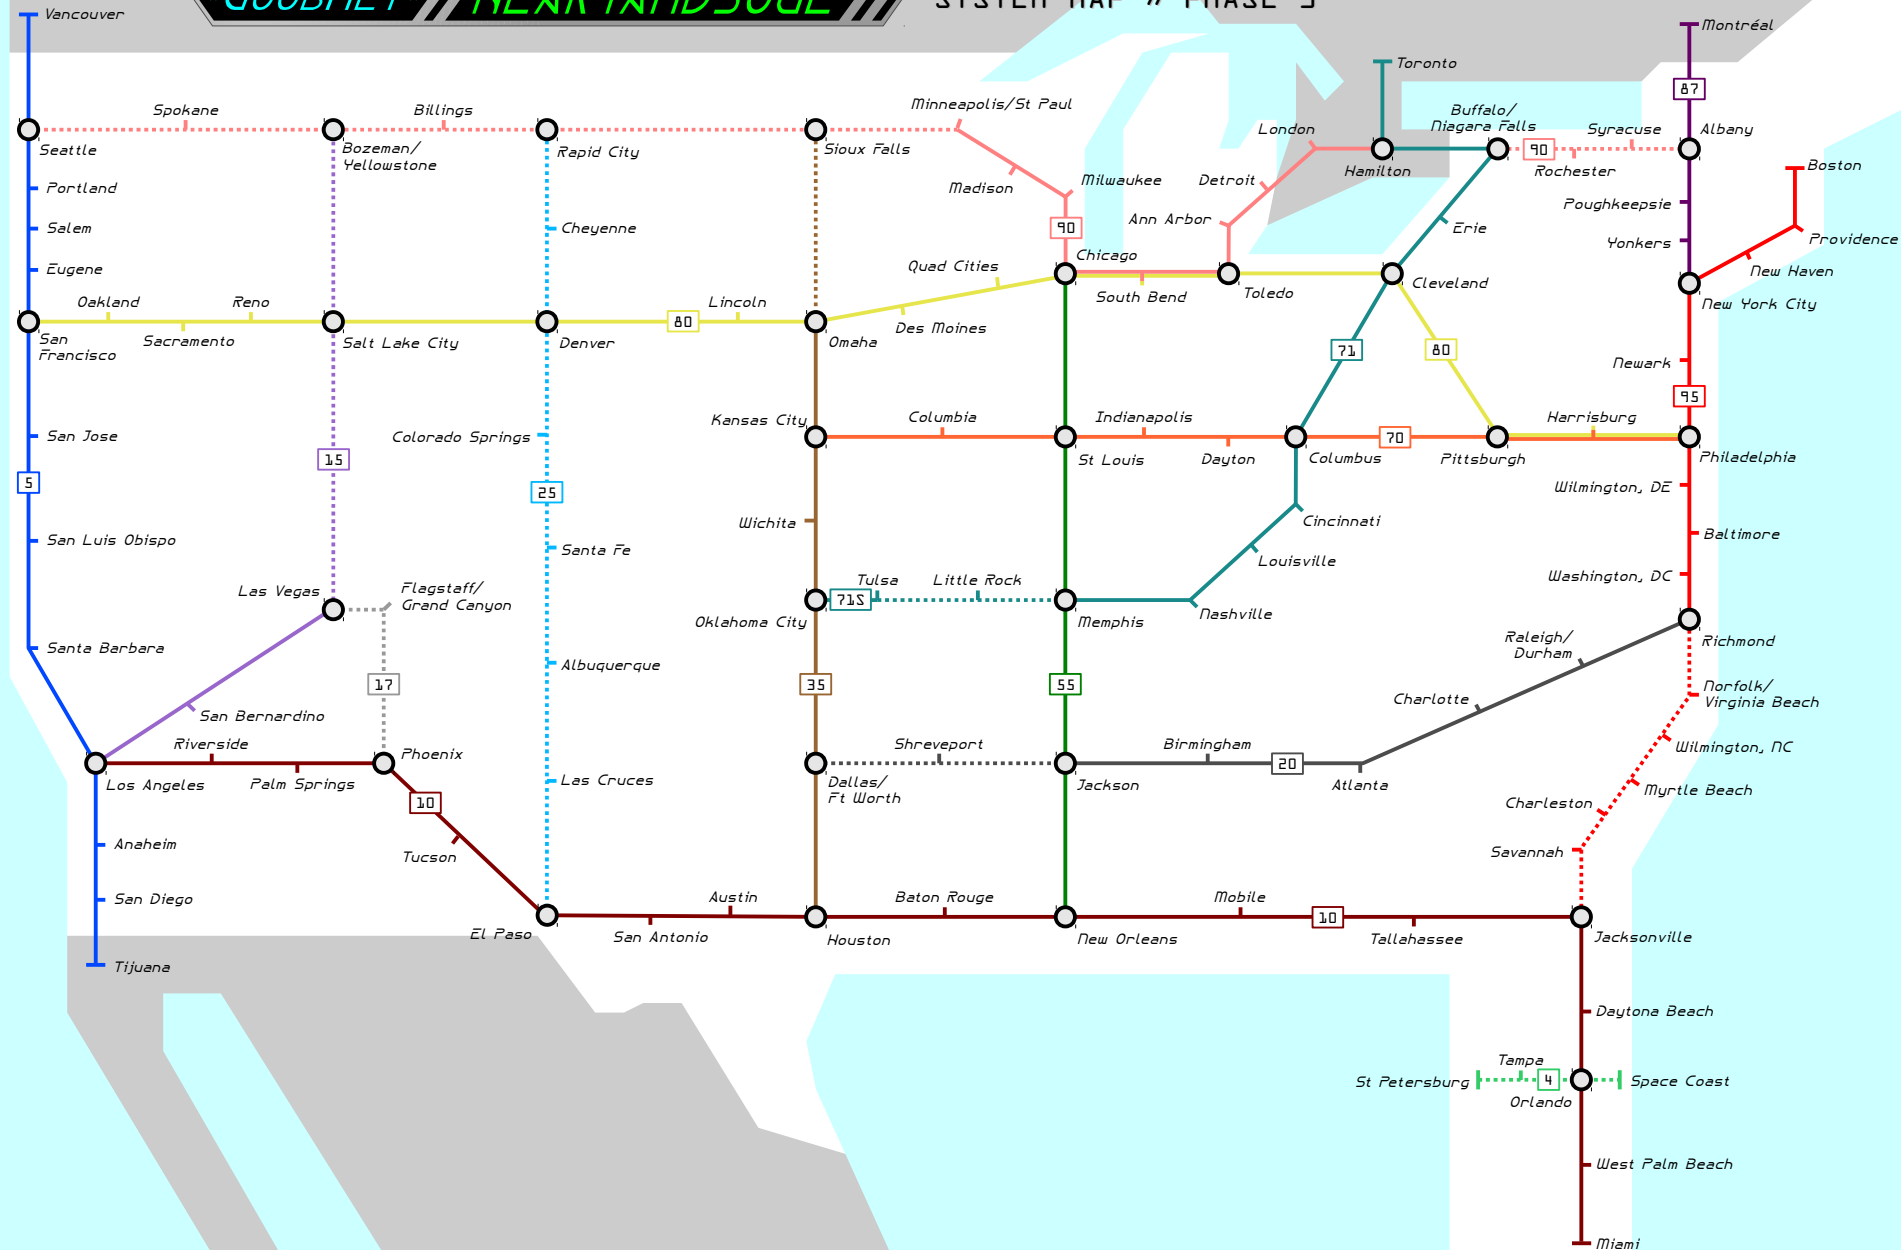 SYSTEM MAP // PHASE 3
Vancouver
Montréal
Toronto
87
Spokane
Billings
Minneapolis/St Paul
Buffalo/
Niagara Falls
London
Syracuse
Albany
Seattle
Bozeman/
Yellowstone
Rapid City
Sioux Falls
90
Hamilton
Rochester
Boston
Portland
Madison
Milwaukee
Detroit
Poughkeepsie
Salem
Cheyenne
90
Ann Arbor
Erie
Yonkers
Providence
Eugene
Quad Cities
Chicago
New Haven
South Bend
Toledo
Cleveland
New York City
Oakland
Reno
Lincoln
80
Des Moines
San
Francisco
Sacramento
Salt Lake City
Denver
Omaha
71
80
Newark
95
San Jose
Colorado Springs
Kansas City
Columbia
Indianapolis
70
Harrisburg
15
St Louis
Dayton
Columbus
Pittsburgh
Philadelphia
5
25
Wilmington, DE
Wichita
Cincinnati
Baltimore
San Luis Obispo
Santa Fe
Louisville
Washington, DC
Las Vegas
Flagstaff/
Grand Canyon
71S
Tulsa
Little Rock
Oklahoma City
Memphis
Nashville
Santa Barbara
Albuquerque
Raleigh/
Durham
Richmond
17
35
55
Charlotte
Norfolk/
Virginia Beach
San Bernardino
Riverside
Phoenix
Shreveport
Birmingham
20
Wilmington, NC
Los Angeles
Palm Springs
Las Cruces
Dallas/
Ft Worth
Jackson
Atlanta
Myrtle Beach
10
Charleston
Anaheim
Tucson
Savannah
San Diego
Austin
Baton Rouge
Mobile
10
El Paso
San Antonio
Houston
New Orleans
Tallahassee
Jacksonville
Tijuana
Daytona Beach
Tampa
St Petersburg
4
Space Coast
Orlando
West Palm Beach
Miami